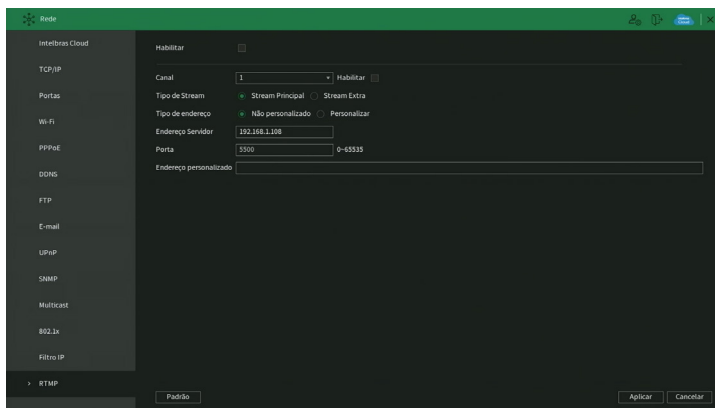 Rede
Intelbras Cloud
TCP/IP
Portas
Wi-Fi
PPPoE
DDNS
FTP
E-mail
UPnP
SNMP
Multicast
802.1x
Filtro IP
> RTMP
Habilitar
Canal 1 Habilitar
Tipo de Stream Stream Principal Stream Extra
Tipo de endereço Não personalizado Personalizar
Endereço Servidor 192.168.1.108
Porta 5500 0~65535
Endereço personalizado
Padrão Aplicar Cancelar